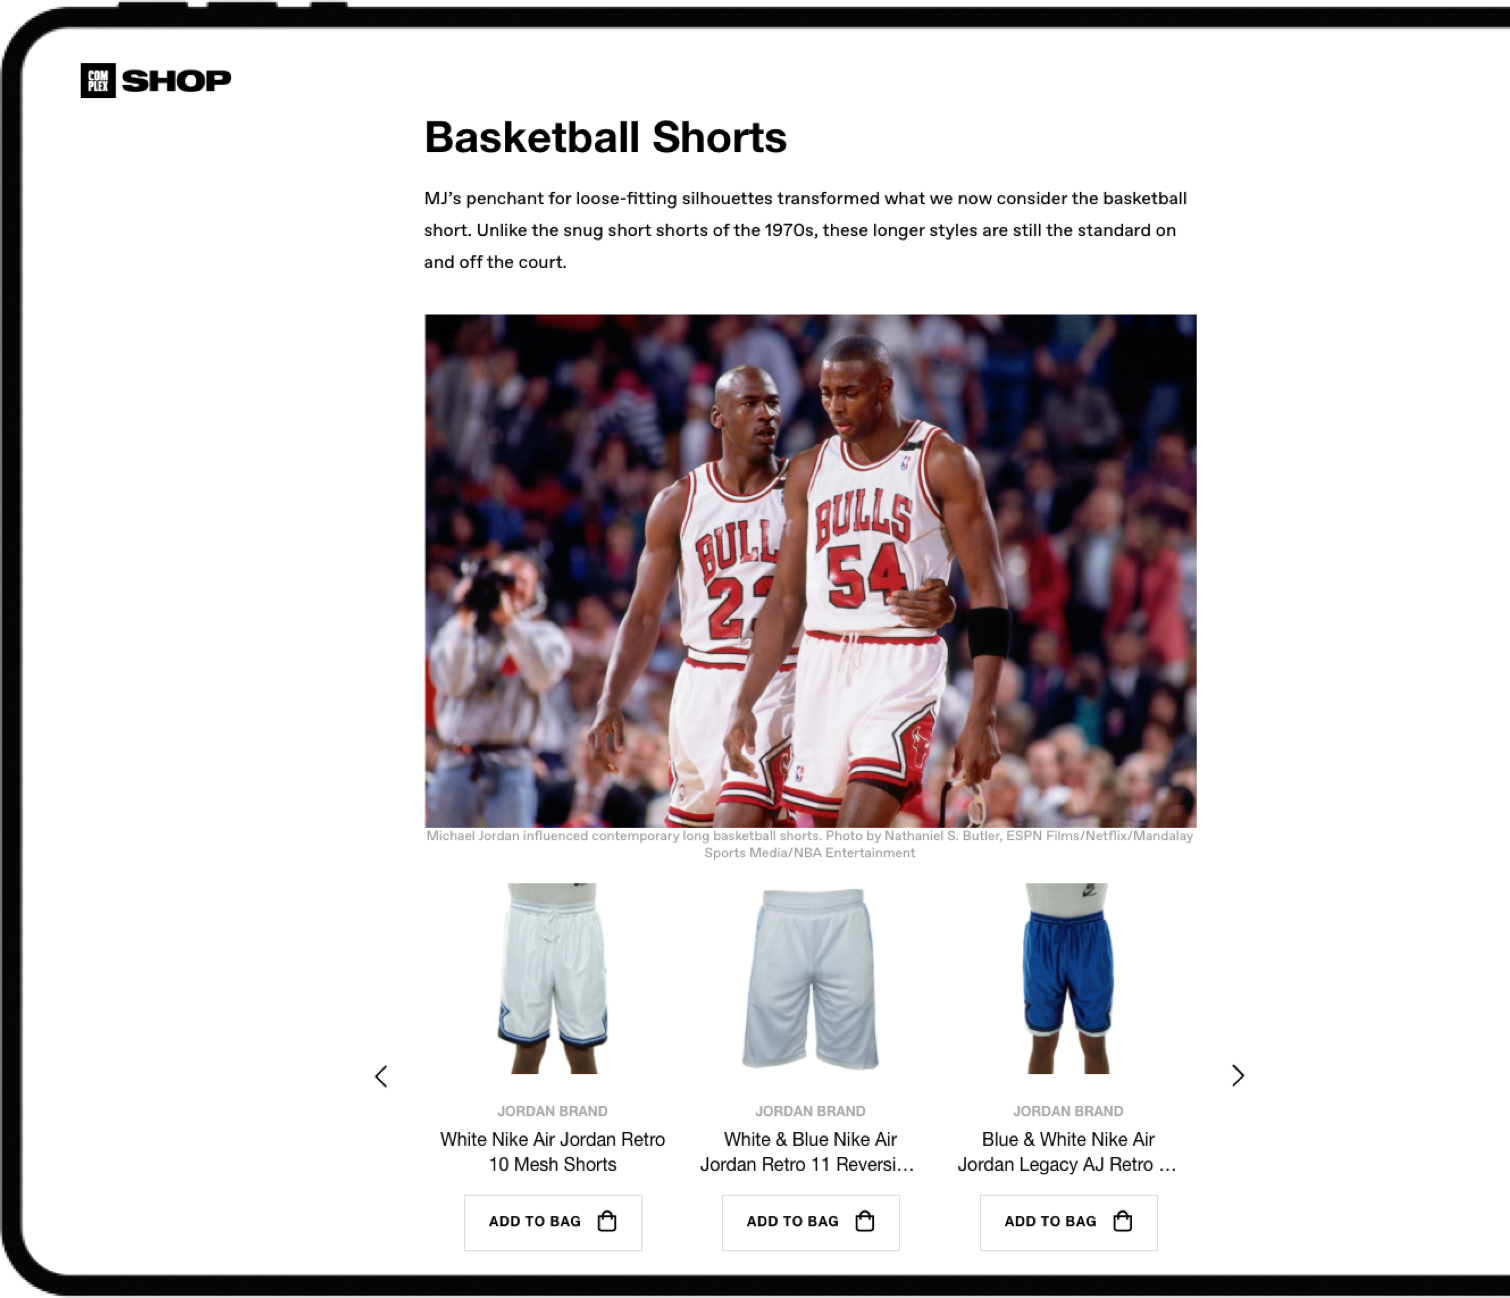 COM
PLEX
SHOP
Basketball Shorts
MJ’s penchant for loose-fitting silhouettes transformed what we now consider the basketball
short. Unlike the snug short shorts of the 1970s, these longer styles are still the standard on
and off the court.
BULL
23
BULLS
54
Michael Jordan influenced contemporary long basketball shorts. Photo by Nathaniel S. Butler, ESPN Films/Netflix/Mandalay
Sports Media/NBA Entertainment
JORDAN BRAND
White Nike Air Jordan Retro
10 Mesh Shorts
ADD TO BAG
JORDAN BRAND
White & Blue Nike Air
Jordan Retro 11 Reversi...
ADD TO BAG
JORDAN BRAND
Blue & White Nike Air
Jordan Legacy AJ Retro ...
ADD TO BAG